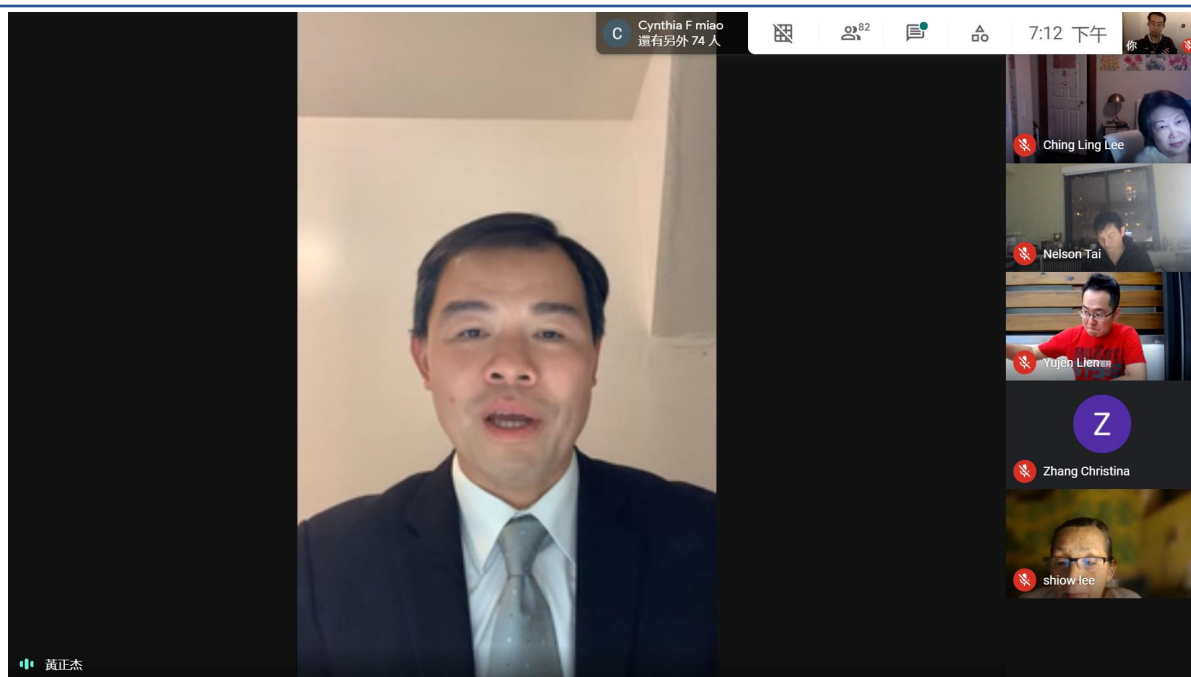 C
Cynthia F miao
還有另外 74 人
82
7:12 下午
你
Ching Ling Lee
Nelson Tai
Yujen Lien
Z
Zhang Christina
shiow lee
黃正杰